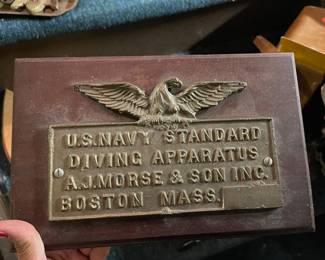 U.S.NAVY STANDARD
DIVING APPARATUS
A.J.MORSE & SON INC.
BOSTON MASS.